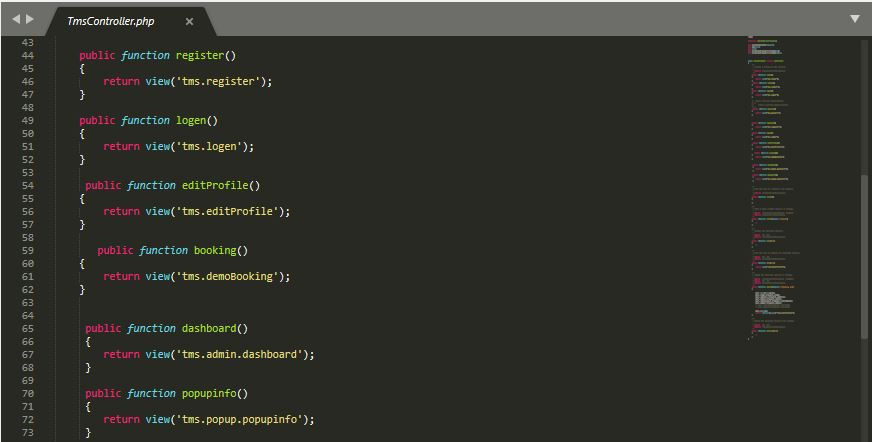 TmsController.php ×
43
44 public function register()
45 {
46 return view('tms.register');
47 }
48
49 public function logen()
50 {
51 return view('tms.logen');
52 }
53
54 public function editProfile()
55 {
56 return view('tms.editProfile');
57 }
58
59 public function booking()
60 {
61 return view('tms.demoBooking');
62 }
63
64
65 public function dashboard()
66 {
67 return view('tms.admin.dashboard');
68 }
69
70 public function popupinfo()
71 {
72 return view('tms.popup.popupinfo');
73 }